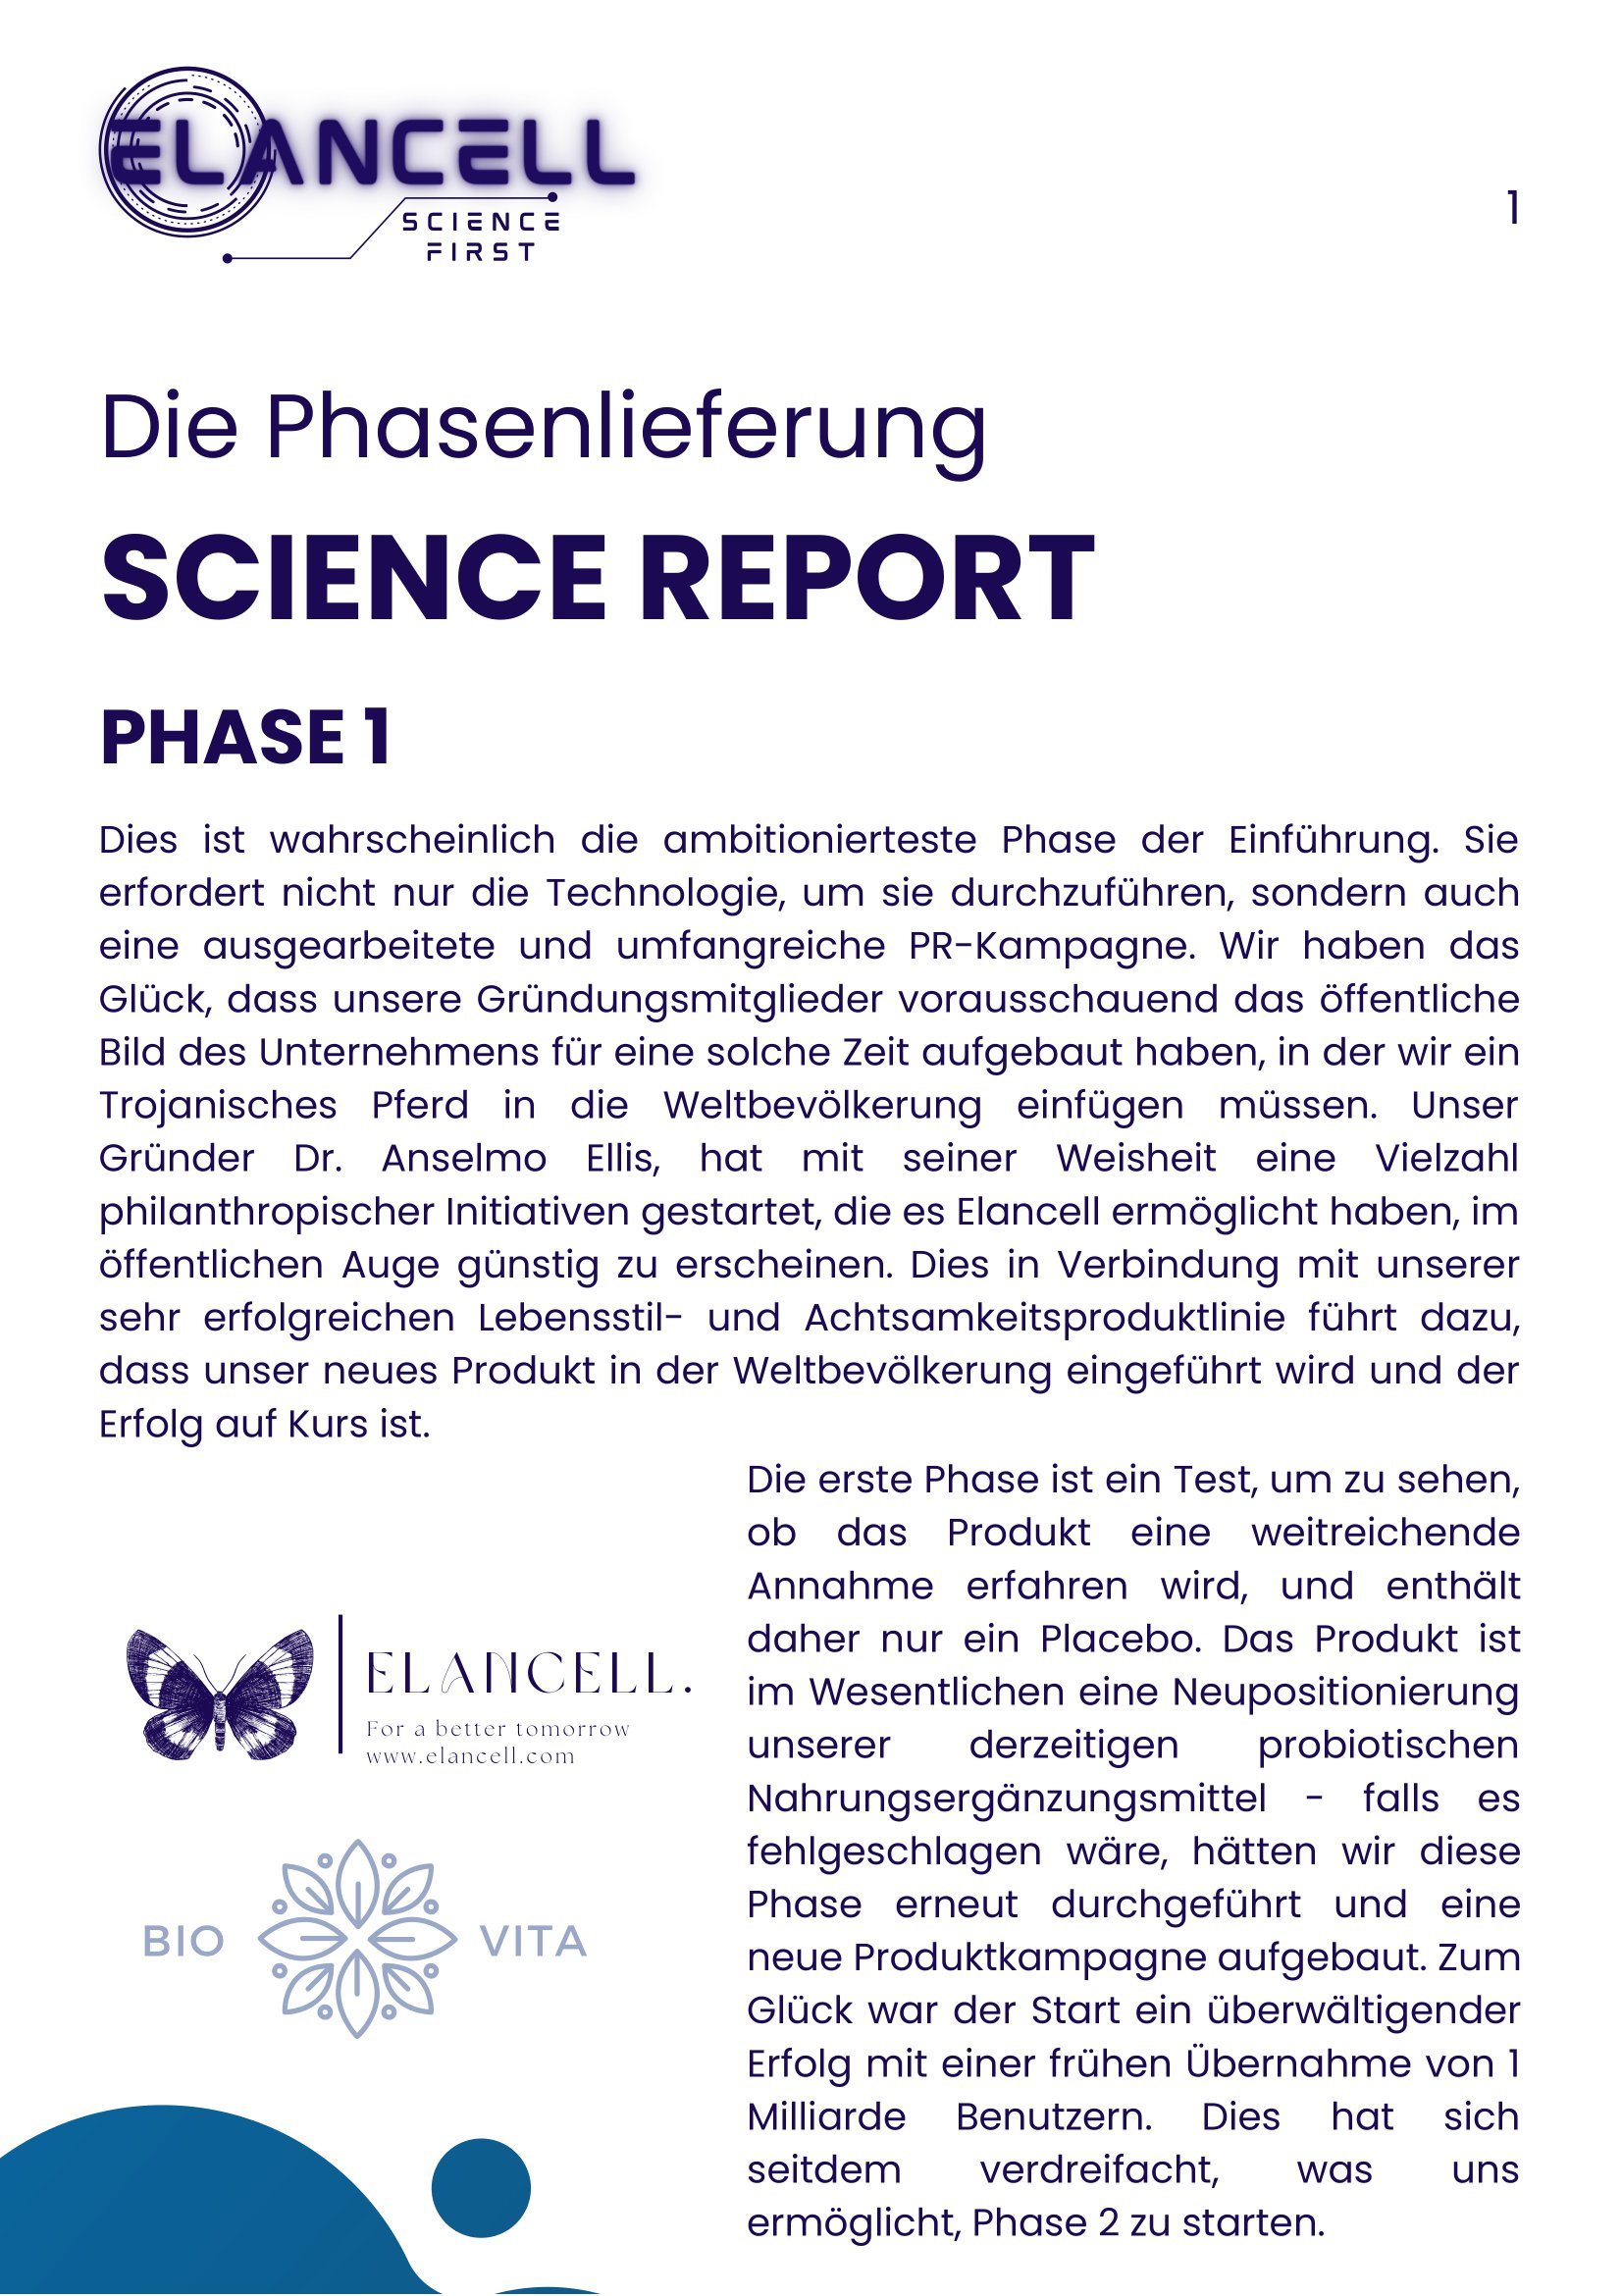 ELANCELL
SCIENCE
FIRST
1
Die Phasenlieferung
SCIENCE REPORT
PHASE 1
Dies ist wahrscheinlich die ambitionierteste Phase der Einführung. Sie
erfordert nicht nur die Technologie, um sie durchzuführen, sondern auch
eine ausgearbeitete und umfangreiche PR-Kampagne. Wir haben das
Glück, dass unsere Gründungsmitglieder vorausschauend das öffentliche
Bild des Unternehmens für eine solche Zeit aufgebaut haben, in der wir ein
Trojanisches Pferd in die Weltbevölkerung einfügen müssen. Unser
Gründer Dr. Anselmo Ellis, hat mit seiner Weisheit eine Vielzahl
philanthropischer Initiativen gestartet, die es Elancell ermöglicht haben, im
öffentlichen Auge günstig zu erscheinen. Dies in Verbindung mit unserer
sehr erfolgreichen Lebensstil- und Achtsamkeitsproduktlinie führt dazu,
dass unser neues Produkt in der Weltbevölkerung eingeführt wird und der
Erfolg auf Kurs ist.
ELANCELL.
For a better tomorrow
www.elancell.com
BIO VITA
Die erste Phase ist ein Test, um zu sehen,
ob das Produkt eine weitreichende
Annahme erfahren wird, und enthält
daher nur ein Placebo. Das Produkt ist
im Wesentlichen eine Neupositionierung
unserer derzeitigen probiotischen
Nahrungsergänzungsmittel - falls es
fehlgeschlagen wäre, hätten wir diese
Phase erneut durchgeführt und eine
neue Produktkampagne aufgebaut. Zum
Glück war der Start ein überwältigender
Erfolg mit einer frühen Übernahme von 1
Milliarde Benutzern. Dies hat sich
seitdem verdreifacht, was uns
ermöglicht, Phase 2 zu starten.